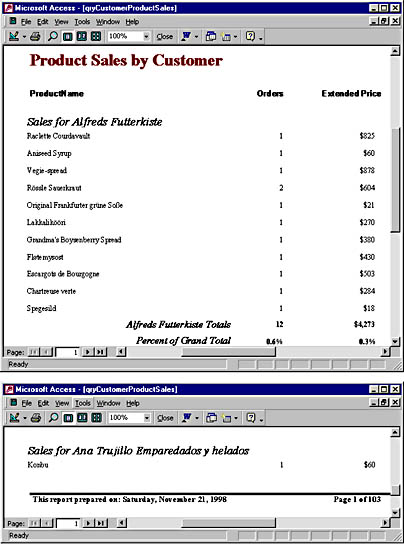 Microsoft Access - [qryCustomerProductSales]
File Edit View Tools Window Help
100% Close
Product Sales by Customer
ProductName Orders Extended Price
Sales for Alfreds Futterkiste
Raclette Courdavault 1 $825
Aniseed Syrup 1 $60
Vegie-spread 1 $878
Rössle Sauerkraut 2 $604
Original Frankfurter grüne Soße 1 $21
Lakkalikööri 1 $270
Grandma's Boysenberry Spread 1 $380
Fløtemysost 1 $430
Escargots de Bourgogne 1 $503
Chartreuse verte 1 $284
Spegesild 1 $18
Alfreds Futterkiste Totals 12 $4,273
Percent of Grand Total 0.6% 0.3%
Page: 1
Ready
Microsoft Access - [qryCustomerProductSales]
File Edit View Tools Window Help
100% Close
Sales for Ana Trujillo Emparedados y helados
Konbu 1 $60
This report prepared on: Saturday, November 21, 1998 Page 1 of 103
Page: 1
Ready